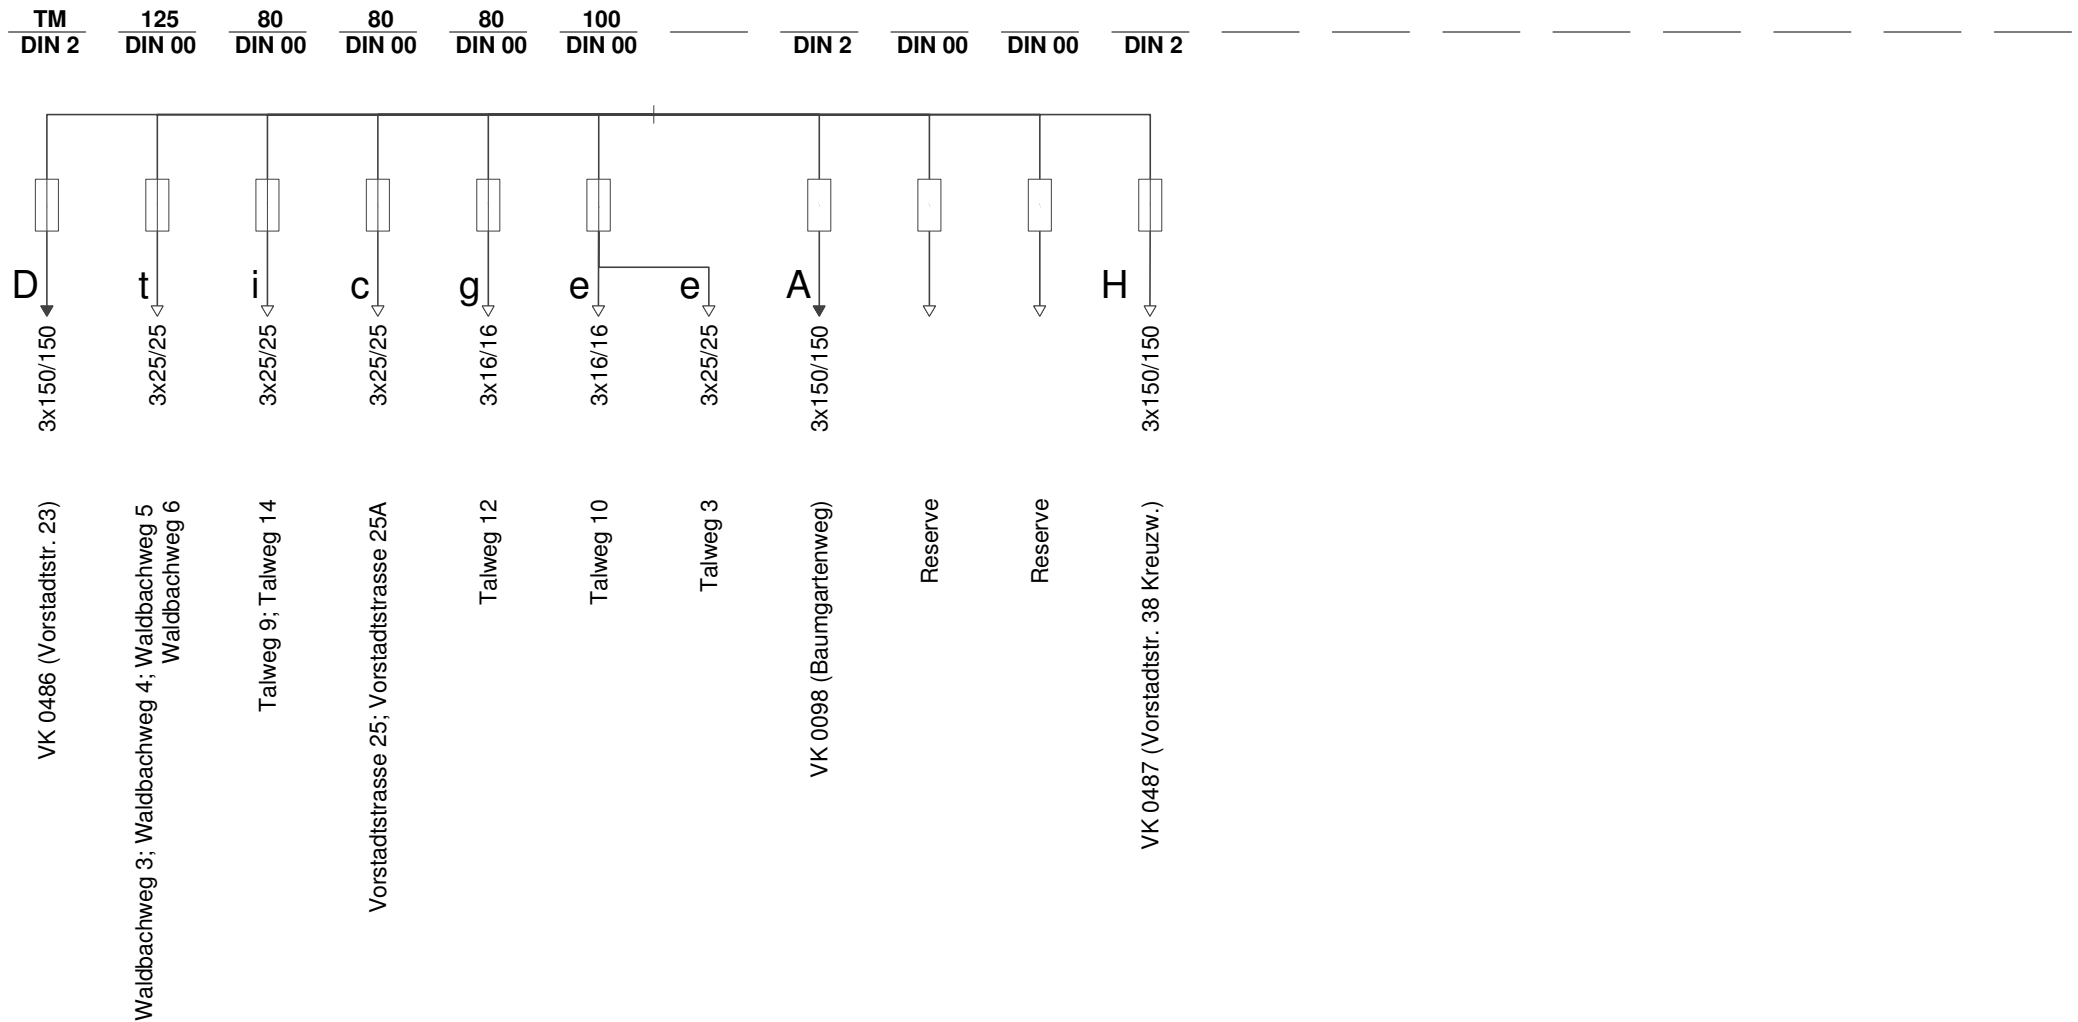 TM 125 80 80 80 100
DIN 2 DIN 00 DIN 00 DIN 00 DIN 00 DIN 00 DIN 2 DIN 00 DIN 00 DIN 2
D t i c g e e A H
3x150/150
3x25/25
3x25/25
3x25/25
3x16/16
3x16/16
3x25/25
3x150/150
3x150/150
VK 0486 (Vorstadtstr. 23)
Waldbachweg 3; Waldbachweg 4; Waldbachweg 5
Waldbachweg 6
Talweg 9; Talweg 14
Vorstadtstrasse 25; Vorstadtstrasse 25A
Talweg 12
Talweg 10
Talweg 3
VK 0098 (Baumgartenweg)
Reserve
Reserve
VK 0487 (Vorstadtstr. 38 Kreuzw.)